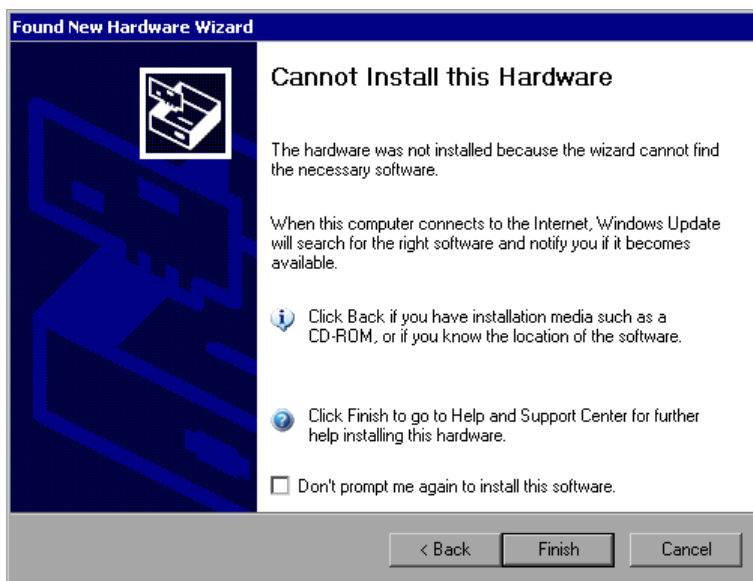 Found New Hardware Wizard
Cannot Install this Hardware
The hardware was not installed because the wizard cannot find
the necessary software.
When this computer connects to the Internet, Windows Update
will search for the right software and notify you if it becomes
available.
Click Back if you have installation media such as a
CD-ROM, or if you know the location of the software.
Click Finish to go to Help and Support Center for further
help installing this hardware.
Don't prompt me again to install this software.
< Back
Finish
Cancel